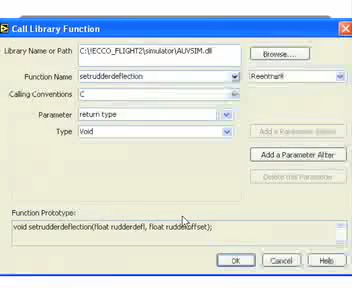 Call Library Function
Library Name or Path C:\!ECCO_FLIGHT2\simulator\AUVSIM.dll Browse....
Function Name setrudderdeflection Reentrant
Calling Conventions C
Parameter return type
Type Void Add a Parameter Before
Add a Parameter After
Delete this Parameter
Function Prototype:
void setrudderdeflection(float rudderdefl, float rudderoffset);
OK Cancel Help